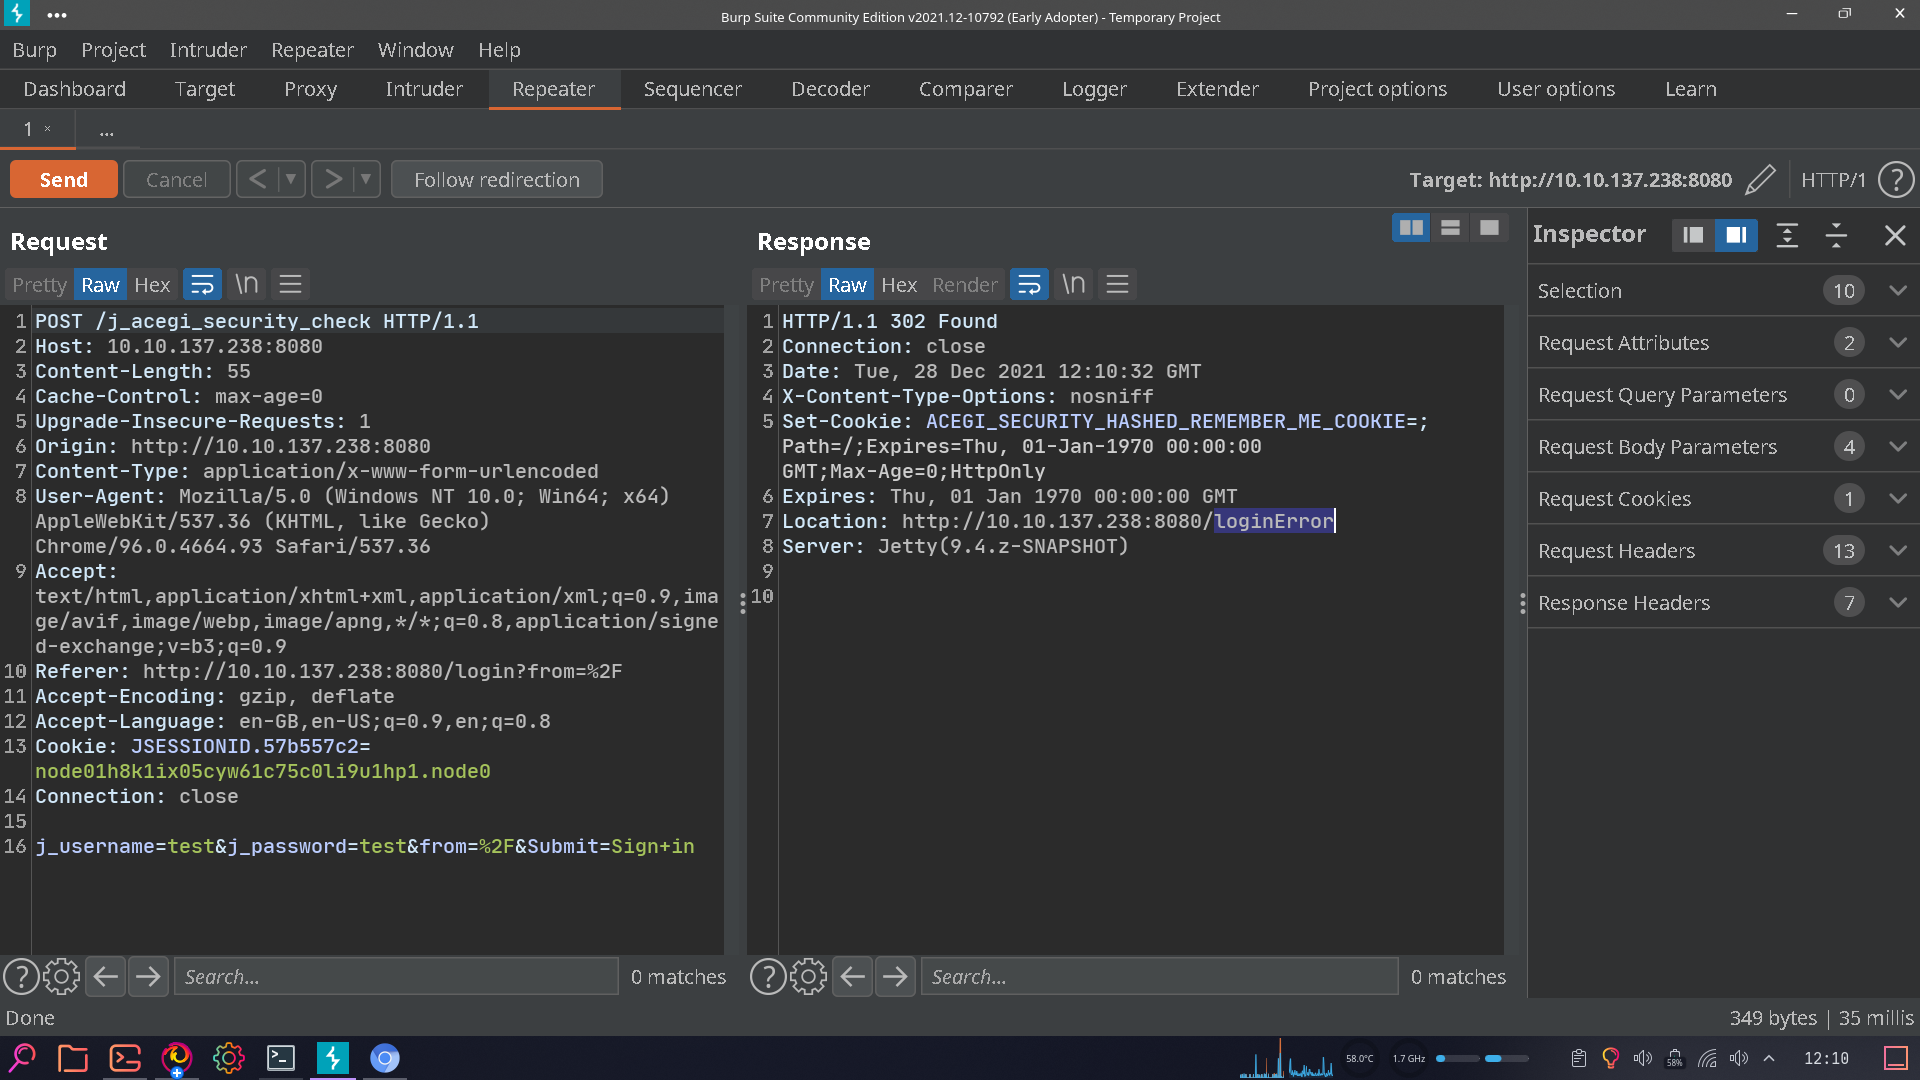 Burp Suite Community Edition v2021.12-10792 (Early Adopter) - Temporary Project
Burp Project Intruder Repeater Window Help
Dashboard Target Proxy Intruder Repeater Sequencer Decoder Comparer Logger Extender Project options User options Learn
1 × ...
Send Cancel < > Follow redirection Target: http://10.10.137.238:8080 HTTP/1 ?
Request
Pretty Raw Hex \n
1 POST /j_acegi_security_check HTTP/1.1
2 Host: 10.10.137.238:8080
3 Content-Length: 55
4 Cache-Control: max-age=0
5 Upgrade-Insecure-Requests: 1
6 Origin: http://10.10.137.238:8080
7 Content-Type: application/x-www-form-urlencoded
8 User-Agent: Mozilla/5.0 (Windows NT 10.0; Win64; x64)
AppleWebKit/537.36 (KHTML, like Gecko)
Chrome/96.0.4664.93 Safari/537.36
9 Accept:
text/html,application/xhtml+xml,application/xml;q=0.9,ima
ge/avif,image/webp,image/apng,*/*;q=0.8,application/signe
d-exchange;v=b3;q=0.9
10 Referer: http://10.10.137.238:8080/login?from=%2F
11 Accept-Encoding: gzip, deflate
12 Accept-Language: en-GB,en-US;q=0.9,en;q=0.8
13 Cookie: JSESSIONID.57b557c2=
node01h8k1ix05cyw61c75c0li9u1hp1.node0
14 Connection: close
15
16 j_username=test&j_password=test&from=%2F&Submit=Sign+in
? Search... 0 matches
Response
Pretty Raw Hex Render \n
1 HTTP/1.1 302 Found
2 Connection: close
3 Date: Tue, 28 Dec 2021 12:10:32 GMT
4 X-Content-Type-Options: nosniff
5 Set-Cookie: ACEGI_SECURITY_HASHED_REMEMBER_ME_COOKIE=;
Path=/;Expires=Thu, 01-Jan-1970 00:00:00
GMT;Max-Age=0;HttpOnly
6 Expires: Thu, 01 Jan 1970 00:00:00 GMT
7 Location: http://10.10.137.238:8080/loginError
8 Server: Jetty(9.4.z-SNAPSHOT)
9
10
? Search... 0 matches
Inspector
Selection 10
Request Attributes 2
Request Query Parameters 0
Request Body Parameters 4
Request Cookies 1
Request Headers 13
Response Headers 7
Done 349 bytes | 35 millis
58.0°C 1.7 GHz 58% 12:10